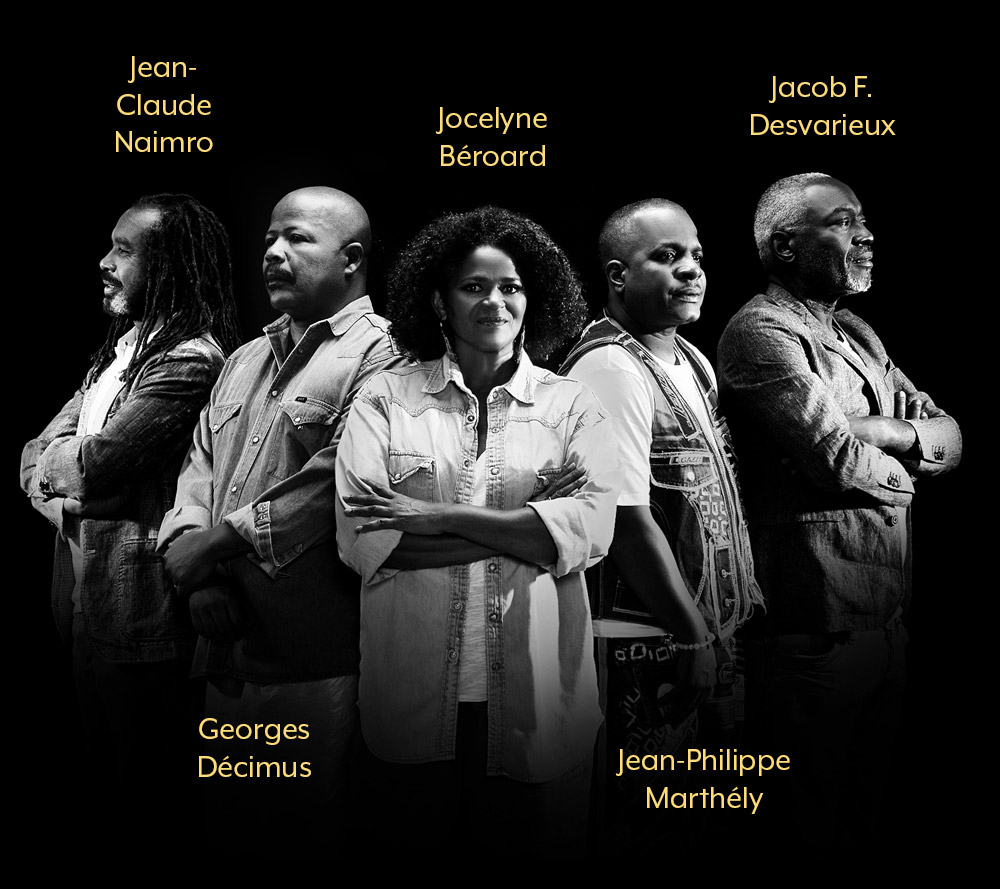 Jean-
Claude
Naimro
Jocelyne
Béroard
Jacob F.
Desvarieux
Georges
Décimus
Jean-Philippe
Marthély